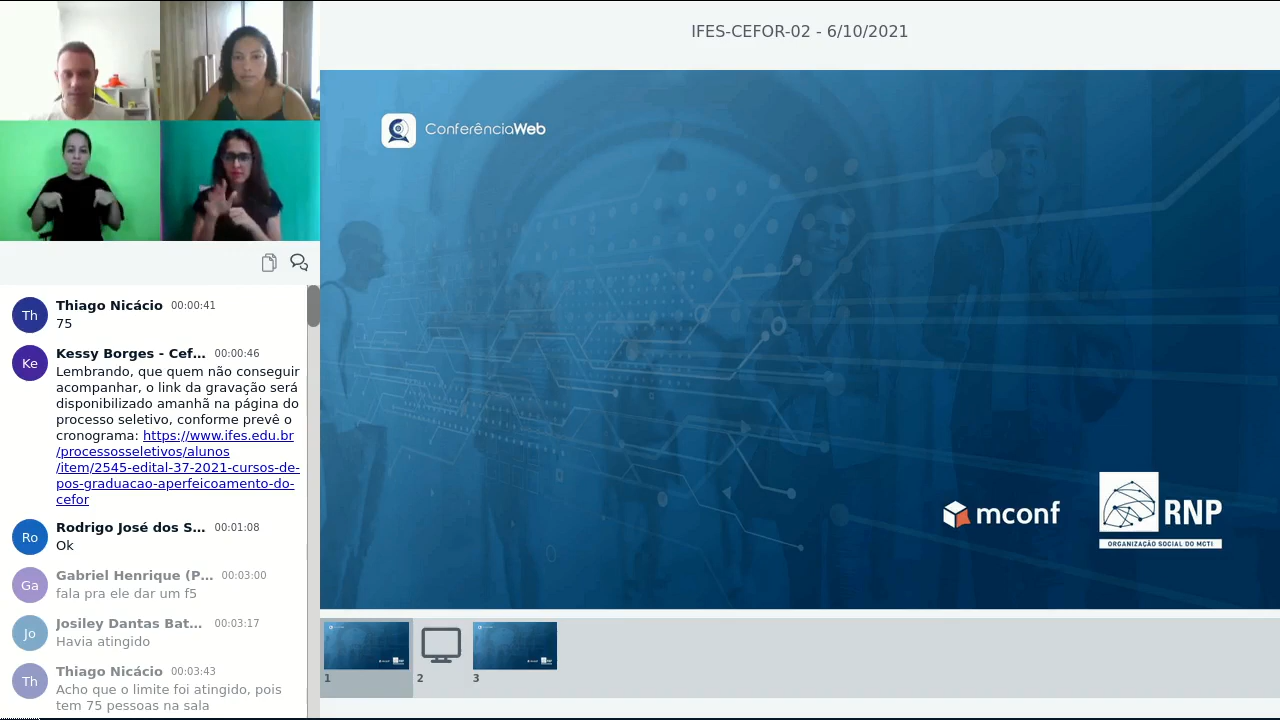 IFES-CEFOR-02 - 6/10/2021
ConferênciaWeb
mconf
RNP
ORGANIZAÇÃO SOCIAL DO MCTI
Th
Thiago Nicácio 00:00:41
75
Ke
Kessy Borges - Cef... 00:00:46
Lembrando, que quem não conseguir
acompanhar, o link da gravação será
disponibilizado amanhã na página do
processo seletivo, conforme prevê o
cronograma: https://www.ifes.edu.br
/processosseletivos/alunos
/item/2545-edital-37-2021-cursos-de-
pos-graduacao-aperfeicoamento-do-
cefor
Ro
Rodrigo José dos S... 00:01:08
Ok
Ga
Gabriel Henrique (P... 00:03:00
fala pra ele dar um f5
Jo
Josiley Dantas Bat... 00:03:17
Havia atingido
Th
Thiago Nicácio 00:03:43
Acho que o limite foi atingido, pois
tem 75 pessoas na sala
1
2
3